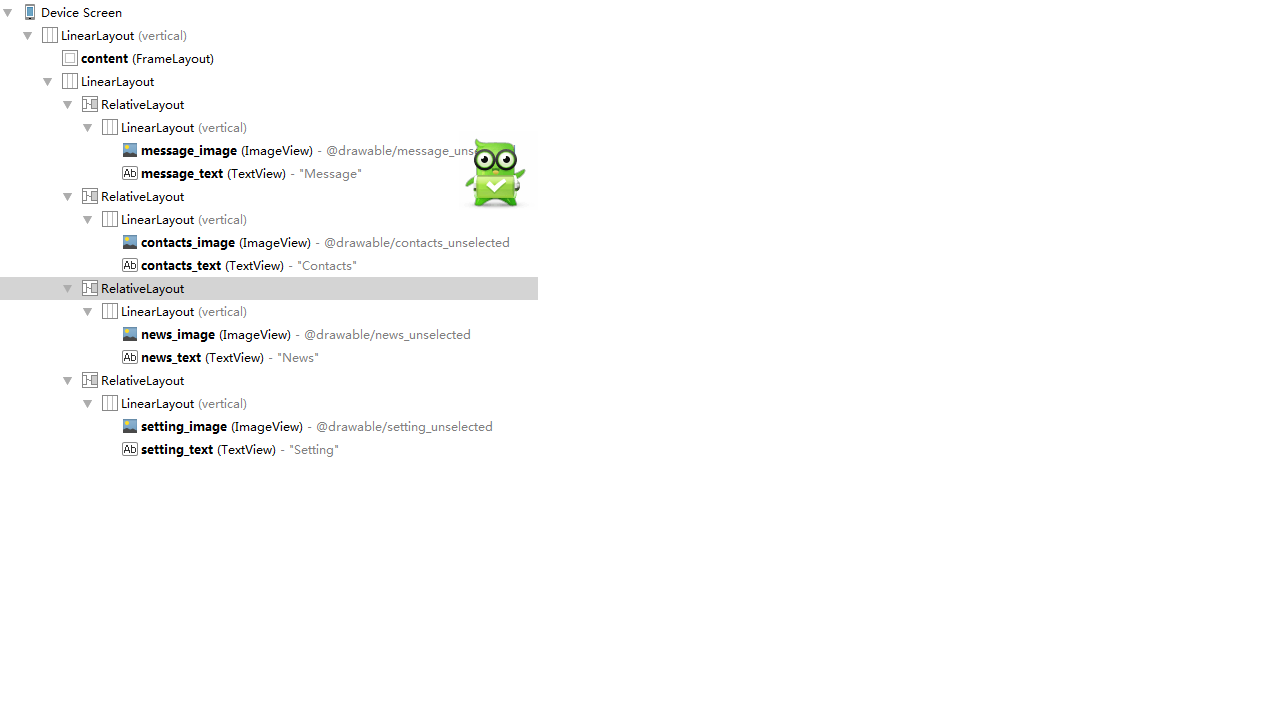 Device Screen
LinearLayout (vertical)
content (FrameLayout)
LinearLayout
RelativeLayout
LinearLayout (vertical)
message_image (ImageView) - @drawable/message_uns
Ab message_text (TextView) - "Message"
RelativeLayout
LinearLayout (vertical)
contacts_image (ImageView) - @drawable/contacts_unselected
Ab contacts_text (TextView) - "Contacts"
RelativeLayout
LinearLayout (vertical)
news_image (ImageView) - @drawable/news_unselected
Ab news_text (TextView) - "News"
RelativeLayout
LinearLayout (vertical)
setting_image (ImageView) - @drawable/setting_unselected
Ab setting_text (TextView) - "Setting"